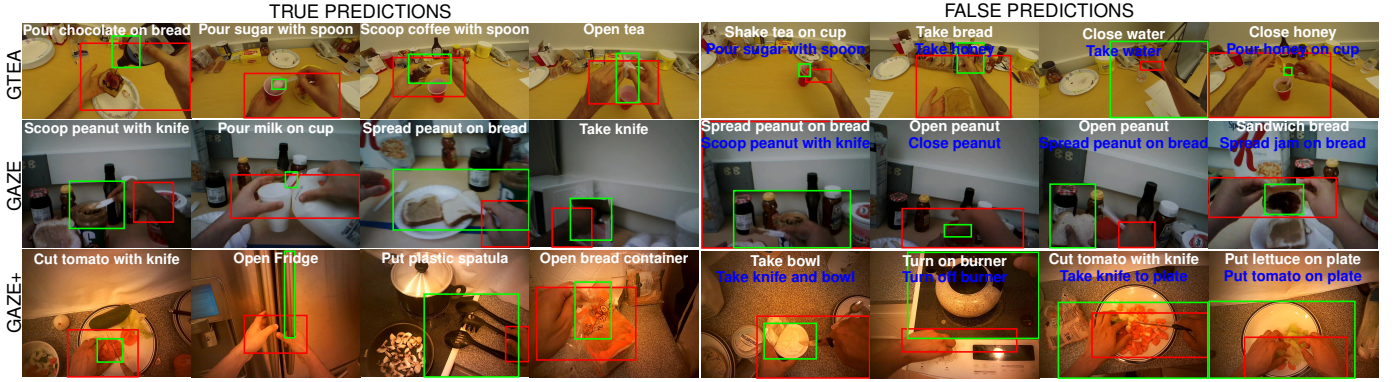 TRUE PREDICTIONS
FALSE PREDICTIONS
GTEA
Pour chocolate on bread
Pour sugar with spoon
Scoop coffee with spoon
Open tea
Shake tea on cup
Pour sugar with spoon
Take bread
Take honey
Close water
Take water
Close honey
Pour honey on cup
GAZE
Scoop peanut with knife
Pour milk on cup
Spread peanut on bread
Take knife
Spread peanut on bread
Scoop peanut with knife
Open peanut
Close peanut
Open peanut
Spread peanut on bread
Sandwich bread
Spread jam on bread
GAZE+
Cut tomato with knife
Open Fridge
Put plastic spatula
Open bread container
Take bowl
Take knife and bowl
Turn on burner
Turn off burner
Cut tomato with knife
Take knife to plate
Put lettuce on plate
Put tomato on plate